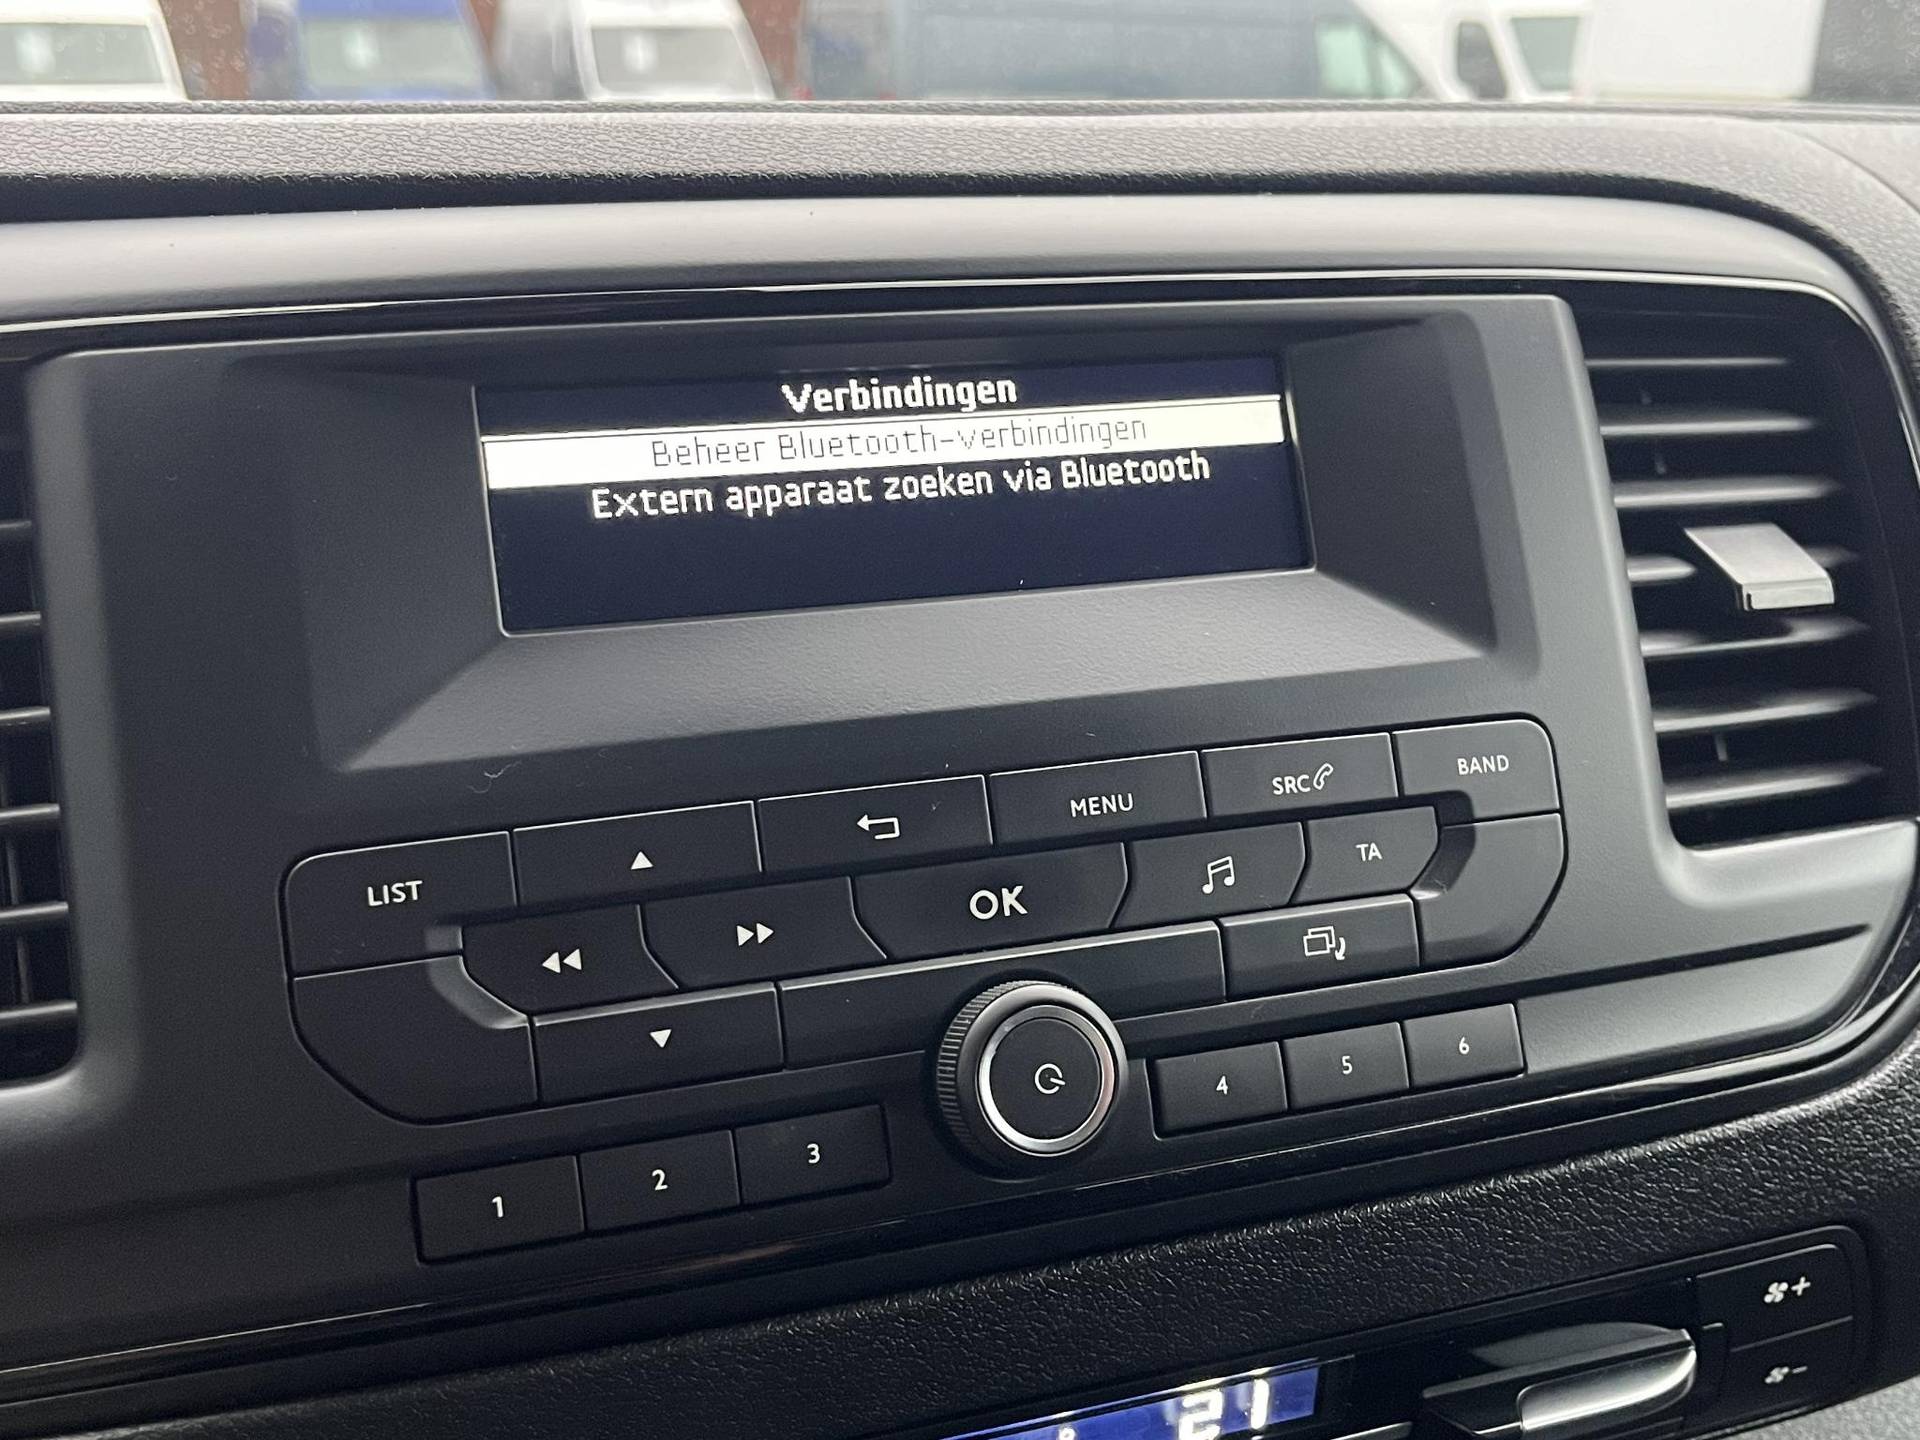 Verbindingen
Beheer Bluetooth-verbindingen
Extern apparaat zoeken via Bluetooth
LIST
MENU
SRC
BAND
OK
TA
1
2
3
4
5
6
21